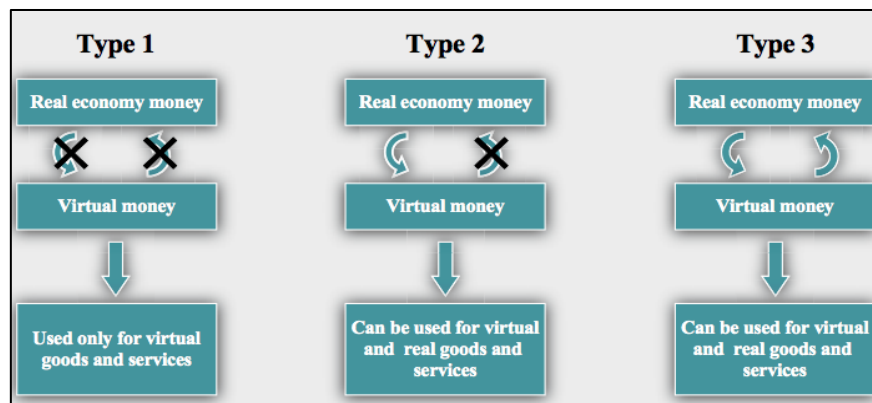 Type 1
Type 2
Type 3
Real economy money
Real economy money
Real economy money
Virtual money
Virtual money
Virtual money
Used only for virtual
goods and services
Can be used for virtual
and real goods and
services
Can be used for virtual
and real goods and
services